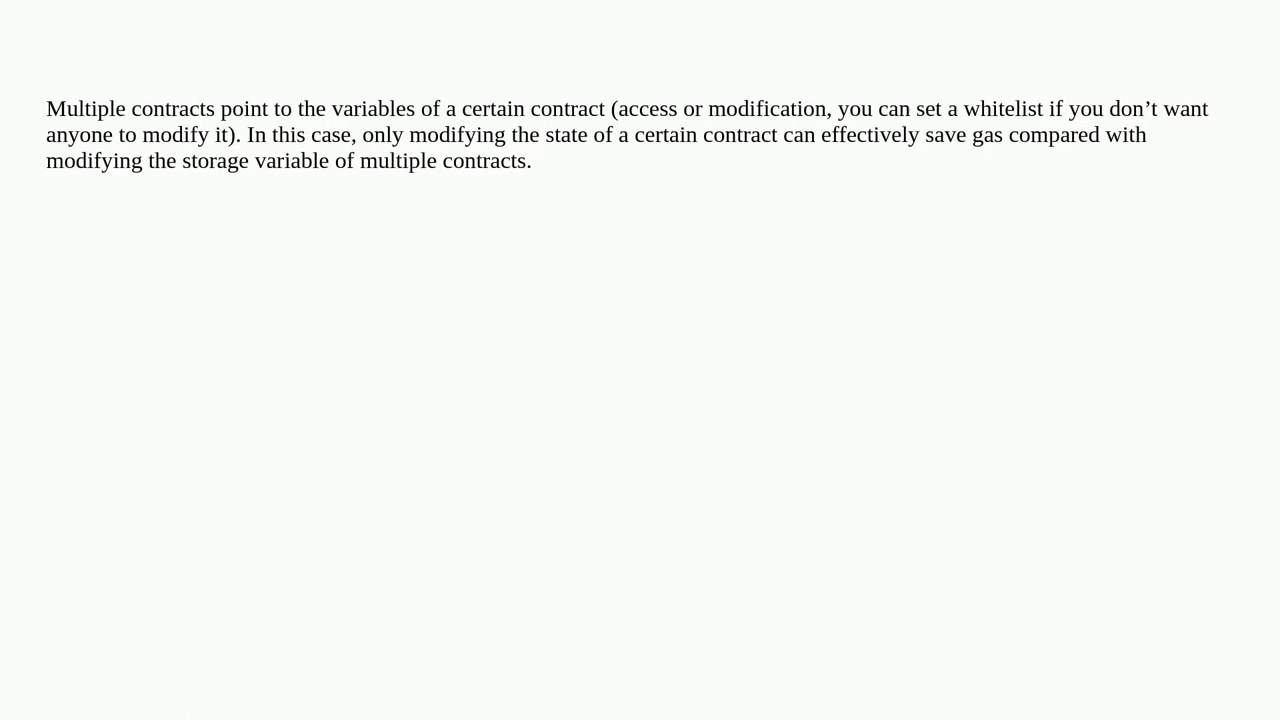 Multiple contracts point to the variables of a certain contract (access or modification, you can set a whitelist if you don’t want
anyone to modify it). In this case, only modifying the state of a certain contract can effectively save gas compared with
modifying the storage variable of multiple contracts.